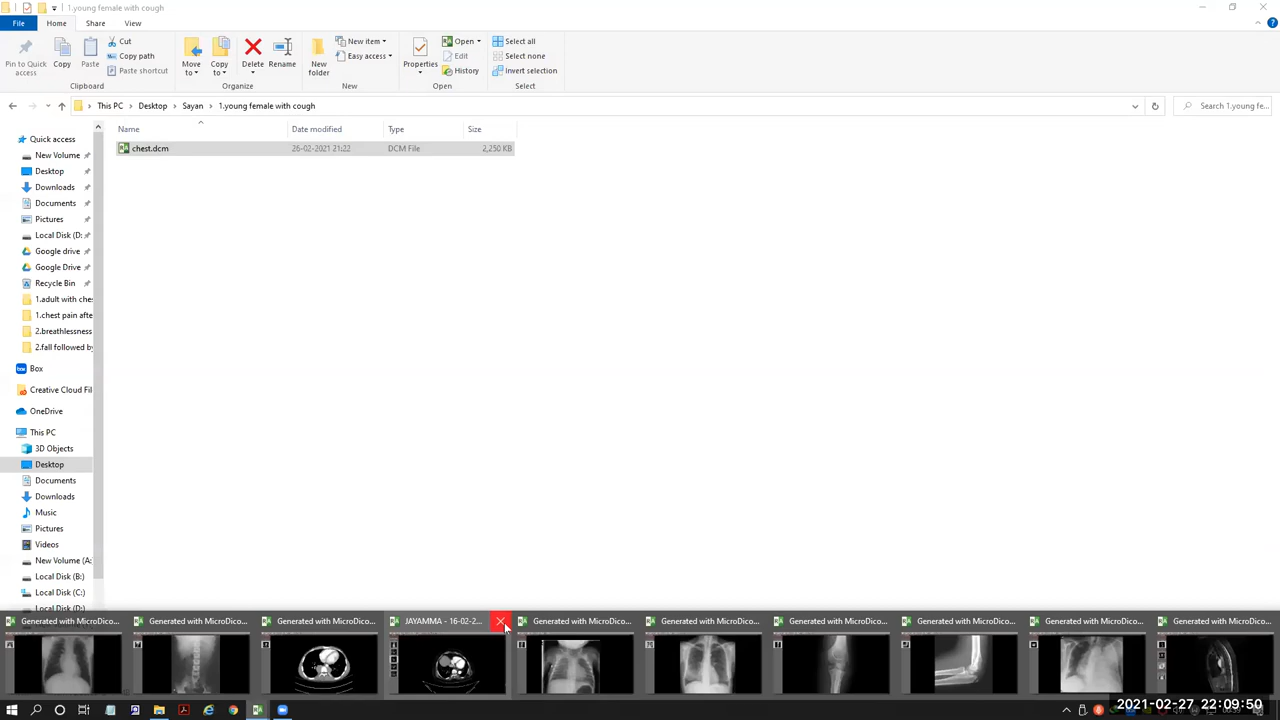 1.young female with cough
File Home Share View
Pin to Quick access
Copy
Paste
Cut
Copy path
Paste shortcut
Clipboard
Move to
Copy to
Delete
Rename
Organize
New folder
New item
Easy access
New
Properties
Open
Edit
History
Open
Select all
Select none
Invert selection
Select
This PC Desktop Sayan 1.young female with cough
Search 1.young fe...
Name Date modified Type Size
chest.dcm 26-02-2021 21:22 DCM File 2,250 KB
Quick access
New Volume
Desktop
Downloads
Documents
Pictures
Local Disk (D:
Google drive
Google Drive
Recycle Bin
1.adult with che
1.chest pain afte
2.breathlessness
2.fall followed by
Box
Creative Cloud Fil
OneDrive
This PC
3D Objects
Desktop
Documents
Downloads
Music
Pictures
Videos
New Volume (A:
Local Disk (B:)
Local Disk (C:)
Local Disk (D:)
Generated with MicroDico... Generated with MicroDico... Generated with MicroDico... JAYAMMA - 16-02-2... Generated with MicroDico... Generated with MicroDico... Generated with MicroDico... Generated with MicroDico... Generated with MicroDico... Generated with MicroDico...
2021-02-27 22:09:50